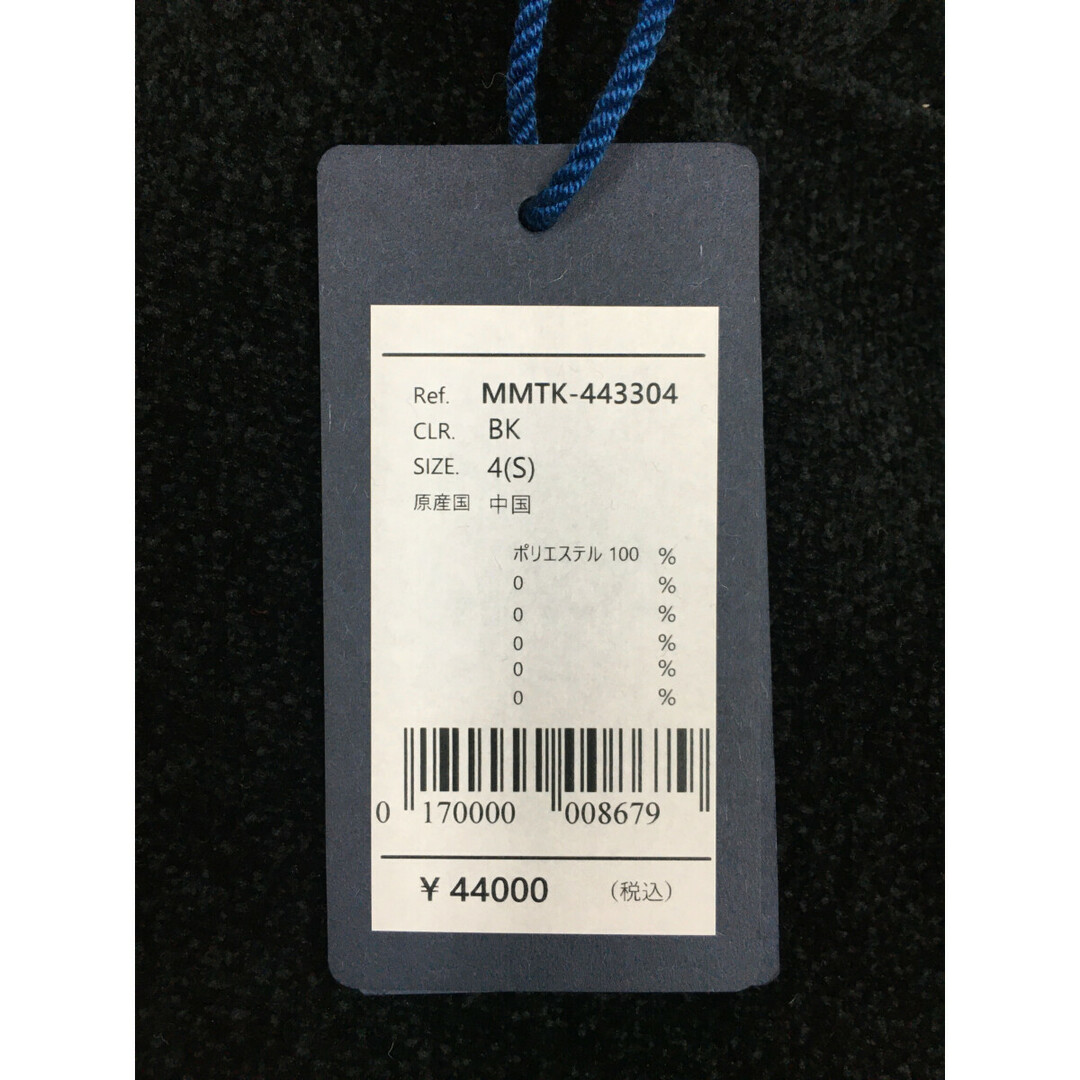 Ref. MMTK-443304
CLR. BK
SIZE. 4(S)
原産国 中国
ポリエステル 100 %
0 %
0 %
0 %
0 %
0 %
0 170000 008679
¥ 44000 (税込)